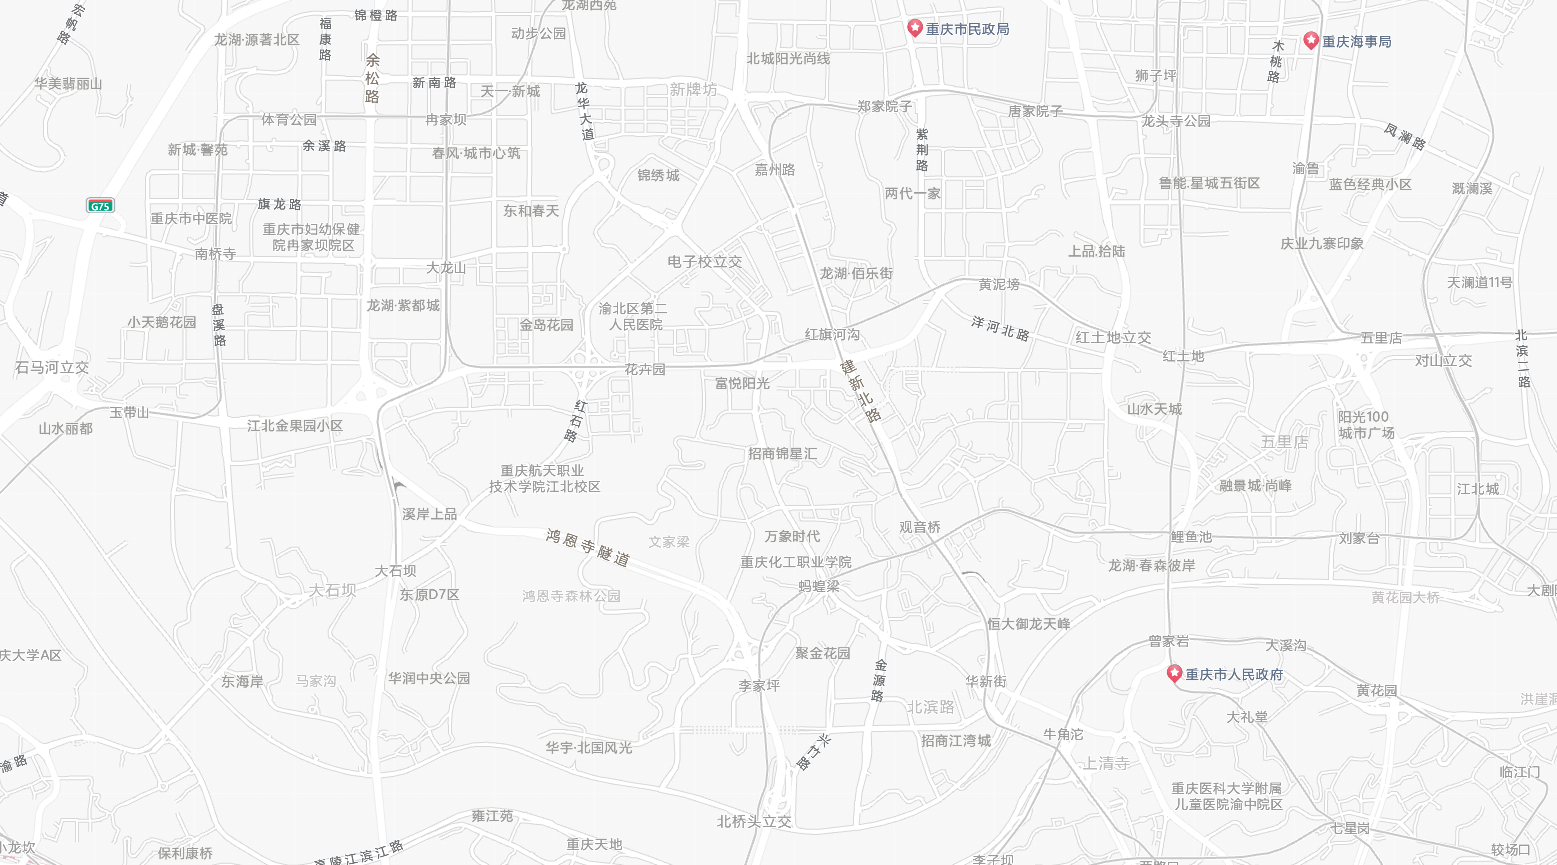 宏帆路
福康路
锦橙路
龙湖西苑
重庆市民政局
重庆海事局
龙湖·源著北区
动步公园
木桃路
余松路
北城阳光尚线
狮子坪
华美翡丽山
新南路
天一新城
新牌坊
龙华大道
郑家院子
唐家院子
体育公园
冉家坝
龙头寺公园
凤澜路
新城·馨苑
余溪路
春风·城市心筑
紫荆路
嘉州路
渝鲁
锦绣城
两代一家
鲁能.星城五街区
蓝色经典小区
溉澜溪
道
G75
旗龙路
重庆市中医院
东和春天
重庆市妇幼保健
院冉家坝院区
南桥寺
庆业九寨印象
上品.拾陆
电子校立交
大龙山
龙湖·佰乐街
黄泥塝
天澜道11号
龙湖·紫都城
渝北区第二
人民医院
盘溪路
小天鹅花园
金岛花园
洋河北路
红旗河沟
红土地立交
五里店
北滨二路
石马河立交
花卉园
富悦阳光
建新北路
红土地
对山立交
玉带山
红石路
山水天城
山水丽都
江北金果园小区
阳光100
城市广场
五里店
招商锦星汇
重庆航天职业
技术学院江北校区
融景城·尚峰
江北城
溪岸上品
观音桥
鸿恩寺隧道
文家梁
万象时代
鲤鱼池
刘家台
重庆化工职业学院
龙湖·春森彼岸
大石坝
蚂蝗梁
大石坝
东原D7区
鸿恩寺森林公园
黄花园大桥
大剧院
恒大御龙天峰
曾家岩
大溪沟
庆大学A区
聚金花园
金源路
重庆市人民政府
东海岸
马家沟
华润中央公园
李家坪
华新街
黄花园
洪崖洞
北滨路
大礼堂
牛角沱
华宇·北国风光
兴竹路
招商江湾城
上清寺
渝路
临江门
重庆医科大学附属
儿童医院渝中院区
雍江苑
北桥头立交
七星岗
小龙坎
保利康桥
嘉陵江滨江路
重庆天地
李子坝
两路口
较场口